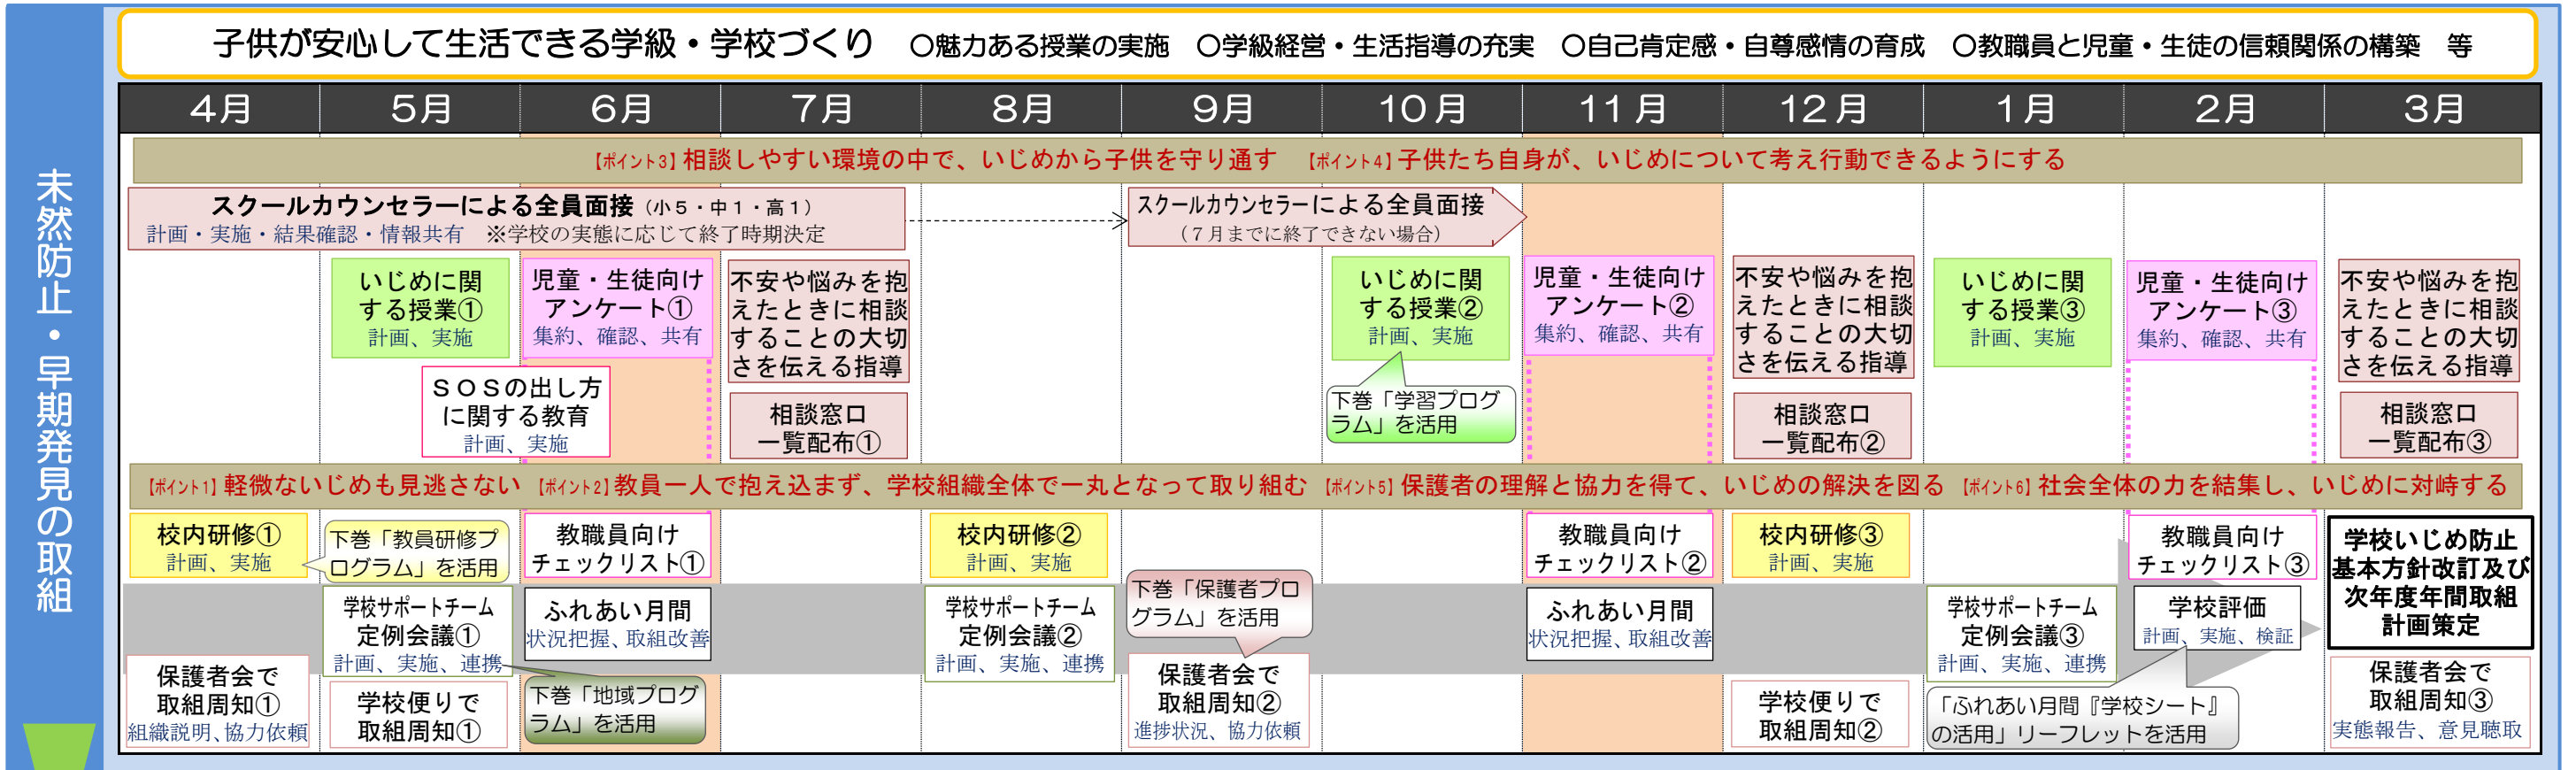 子供が安心して生活できる学級・学校づくり　○魅力ある授業の実施　○学級経営・生活指導の充実　○自己肯定感・自尊感情の育成　○教職員と児童・生徒の信頼関係の構築　等
未然防止・早期発見の取組
4月 5月 6月 7月 8月 9月 10月 11月 12月 1月 2月 3月
【ポイント3】相談しやすい環境の中で、いじめから子供を守り通す　【ポイント4】子供たち自身が、いじめについて考え行動できるようにする
スクールカウンセラーによる全員面接（小5・中1・高1）
計画・実施・結果確認・情報共有　※学校の実態に応じて終了時期決定
スクールカウンセラーによる全員面接
（7月までに終了できない場合）
いじめに関
する授業①
計画、実施
児童・生徒向け
アンケート①
集約、確認、共有
不安や悩みを抱
えたときに相談
することの大切
さを伝える指導
いじめに関
する授業②
計画、実施
児童・生徒向け
アンケート②
集約、確認、共有
不安や悩みを抱
えたときに相談
することの大切
さを伝える指導
いじめに関
する授業③
計画、実施
児童・生徒向け
アンケート③
集約、確認、共有
不安や悩みを抱
えたときに相談
することの大切
さを伝える指導
SOSの出し方
に関する教育
計画、実施
相談窓口
一覧配布①
下巻「学習プログ
ラム」を活用
相談窓口
一覧配布②
相談窓口
一覧配布③
【ポイント1】軽微ないじめも見逃さない 【ポイント2】教員一人で抱え込まず、学校組織全体で一丸となって取り組む 【ポイント5】保護者の理解と協力を得て、いじめの解決を図る 【ポイント6】社会全体の力を結集し、いじめに対峙する
校内研修①
計画、実施
下巻「教員研修プ
ログラム」を活用
教職員向け
チェックリスト①
校内研修②
計画、実施
教職員向け
チェックリスト②
校内研修③
計画、実施
教職員向け
チェックリスト③
学校いじめ防止
基本方針改訂及び
次年度年間取組
計画策定
学校サポートチーム
定例会議①
計画、実施、連携
ふれあい月間
状況把握、取組改善
学校サポートチーム
定例会議②
計画、実施、連携
下巻「保護者プロ
グラム」を活用
ふれあい月間
状況把握、取組改善
学校サポートチーム
定例会議③
計画、実施、連携
学校評価
計画、実施、検証
保護者会で
取組周知①
組織説明、協力依頼
学校便りで
取組周知①
下巻「地域プログ
ラム」を活用
保護者会で
取組周知②
進捗状況、協力依頼
学校便りで
取組周知②
「ふれあい月間『学校シート』
の活用」リーフレットを活用
保護者会で
取組周知③
実態報告、意見聴取